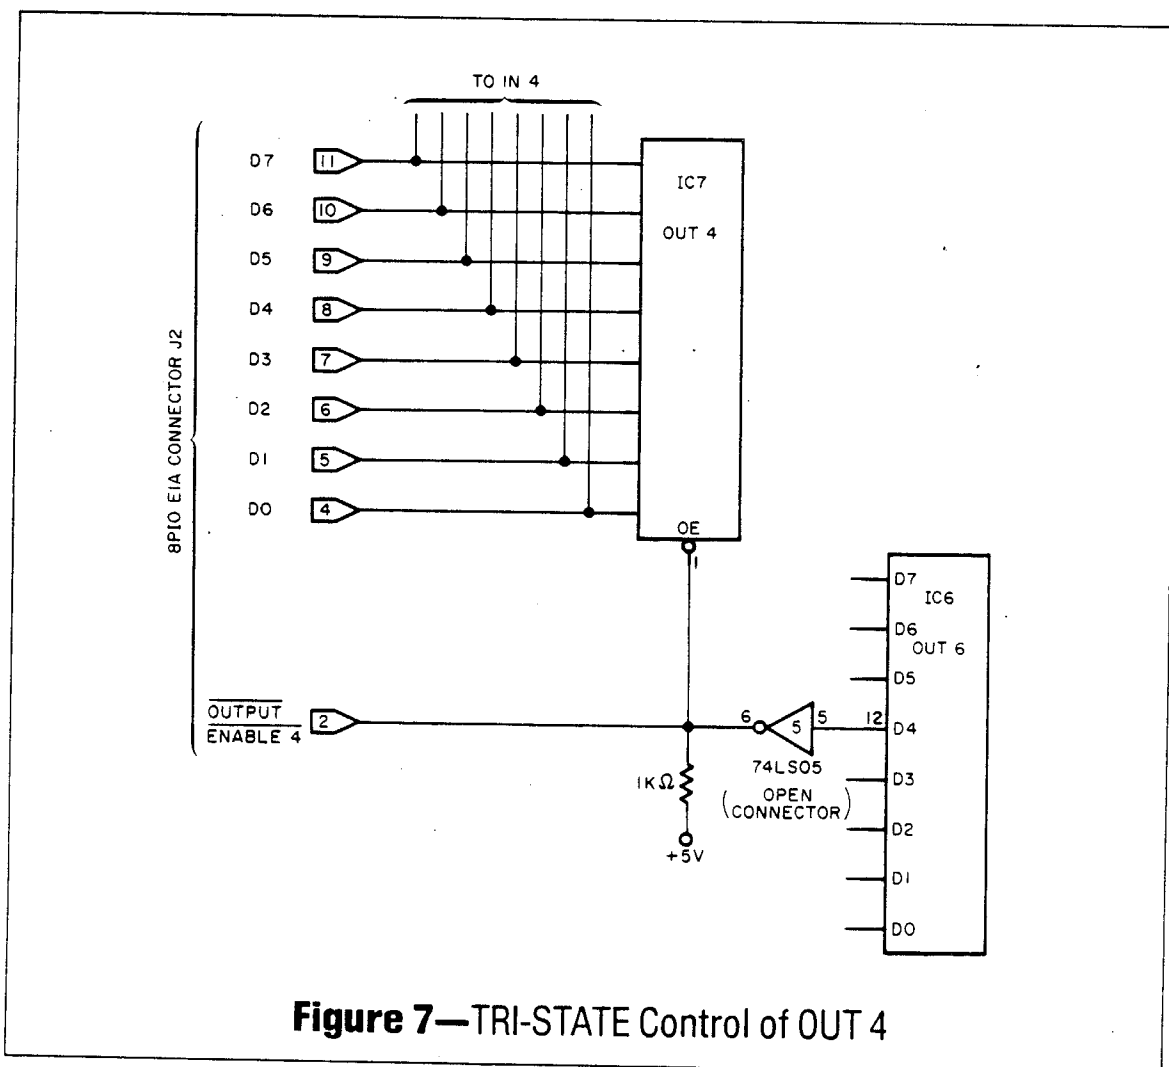 TO IN 4
8PIO EIA CONNECTOR J2
D7 11
D6 10
D5 9
D4 8
D3 7
D2 6
D1 5
D0 4
IC7
OUT 4
OE
1
OUTPUT
ENABLE 4
2
6 5 5 12
74LS05
(OPEN
CONNECTOR)
1KΩ
+5V
D7
IC6
D6
OUT 6
D5
D4
D3
D2
D1
D0
Figure 7—TRI-STATE Control of OUT 4